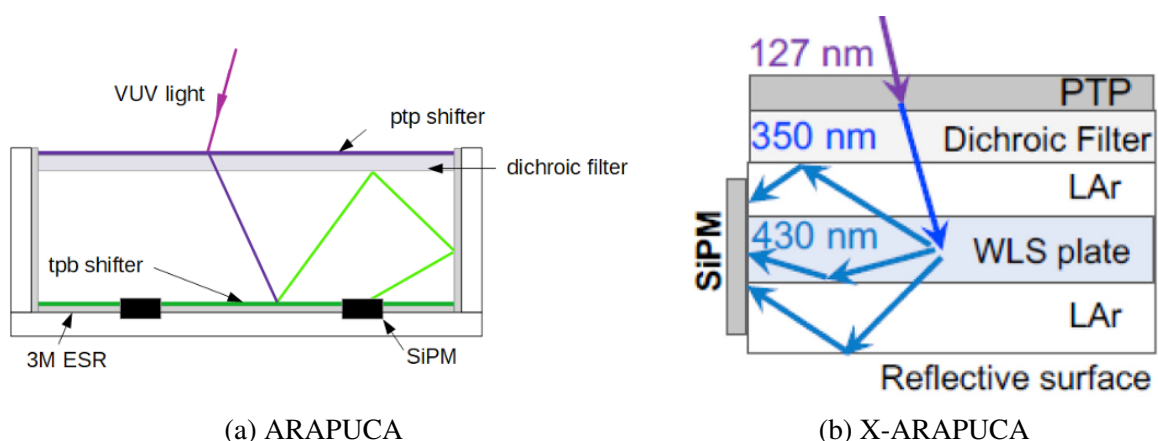 VUV light
ptp shifter
dichroic filter
tpb shifter
3M ESR
SiPM
(a) ARAPUCA
127 nm
PTP
350 nm
Dichroic Filter
LAr
SiPM
430 nm
WLS plate
LAr
Reflective surface
(b) X-ARAPUCA